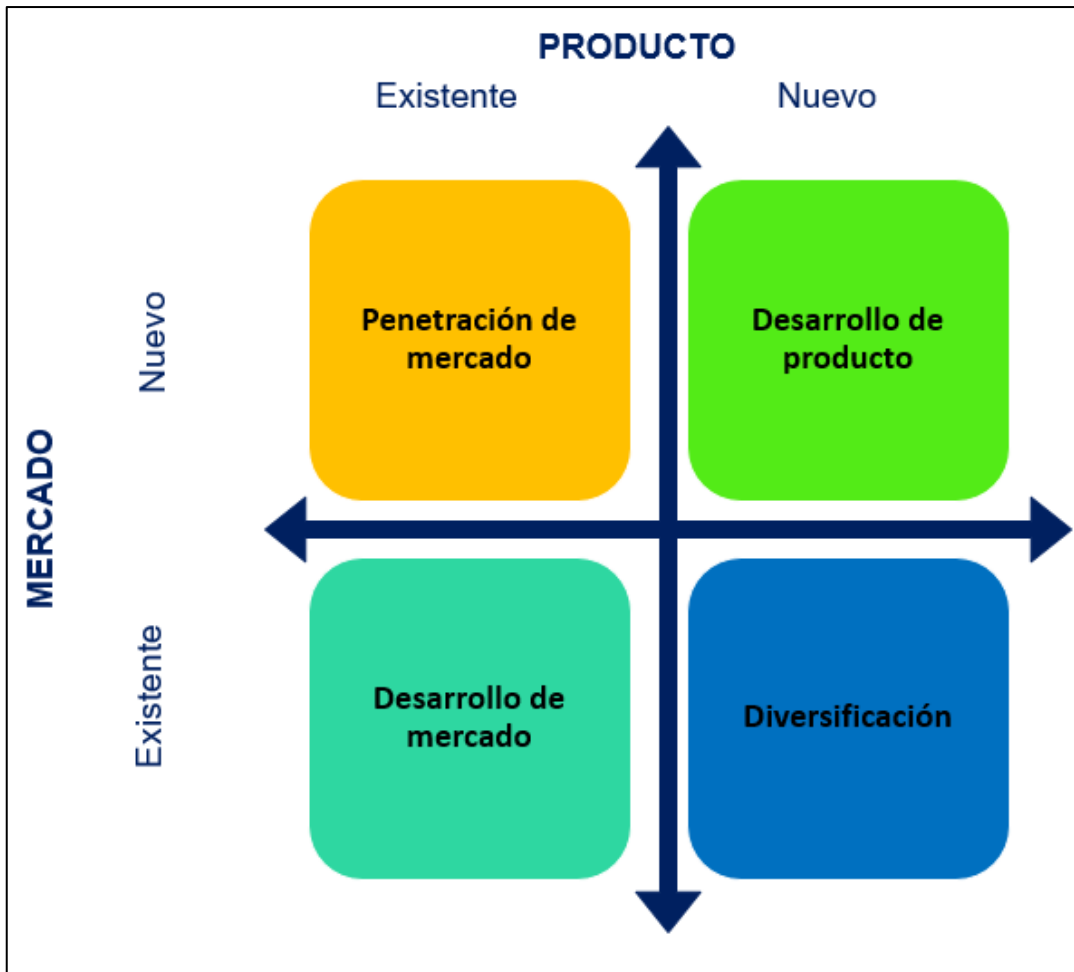 PRODUCTO
Existente
Nuevo
MERCADO
Nuevo
Penetración de
mercado
Desarrollo de
producto
Existente
Desarrollo de
mercado
Diversificación